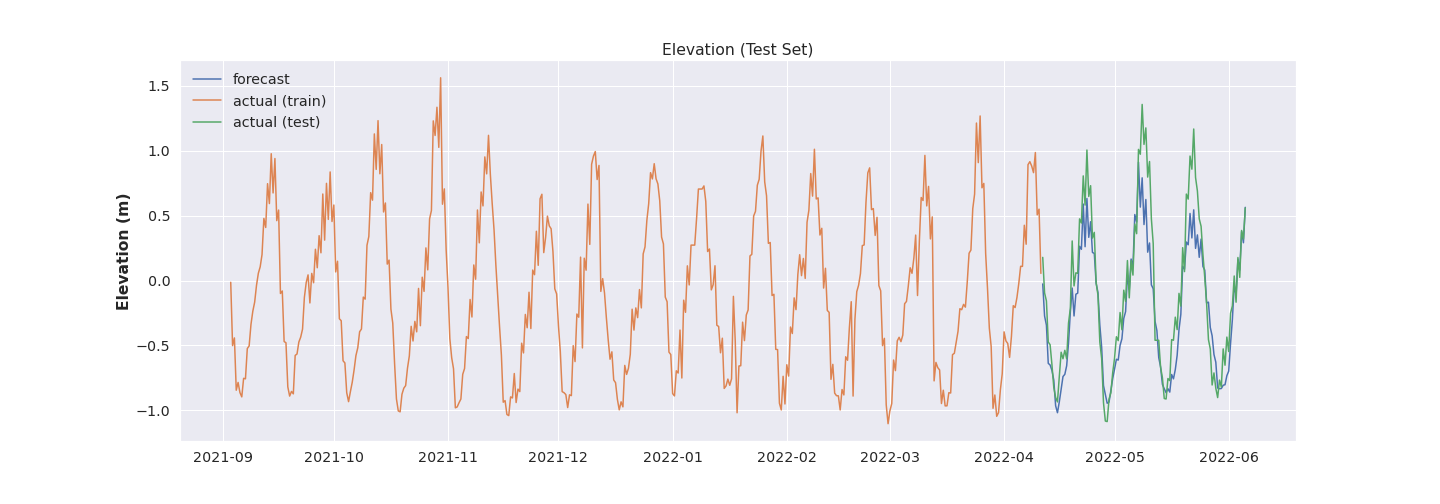 Elevation (Test Set)
forecast
actual (train)
actual (test)
Elevation (m)
1.5
1.0
0.5
0.0
−0.5
−1.0
2021-09 2021-10 2021-11 2021-12 2022-01 2022-02 2022-03 2022-04 2022-05 2022-06